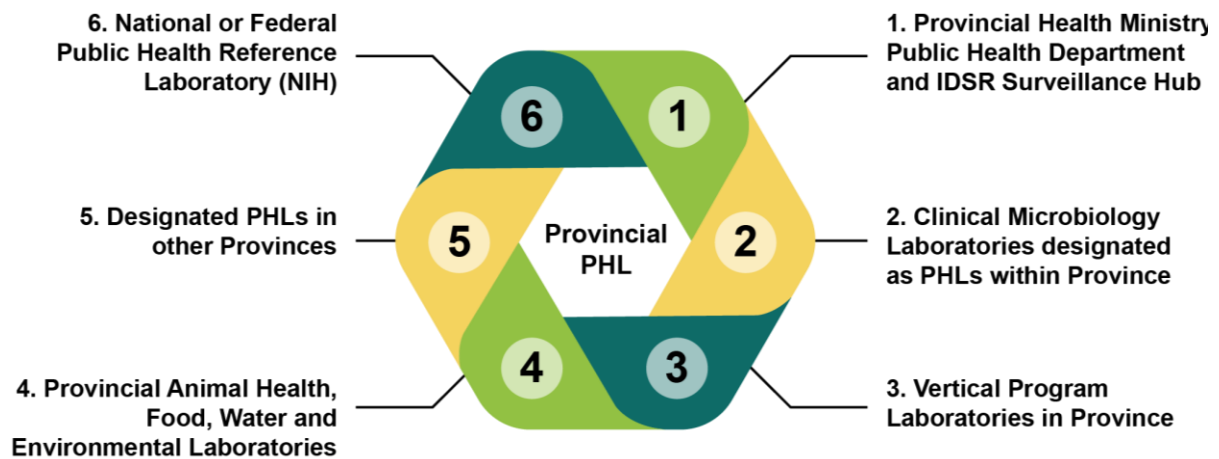 6. National or Federal
Public Health Reference
Laboratory (NIH)
1. Provincial Health Ministry
Public Health Department
and IDSR Surveillance Hub
6
1
5. Designated PHLs in
other Provinces
5
Provincial
PHL
2
2. Clinical Microbiology
Laboratories designated
as PHLs within Province
4
3
4. Provincial Animal Health,
Food, Water and
Environmental Laboratories
3. Vertical Program
Laboratories in Province